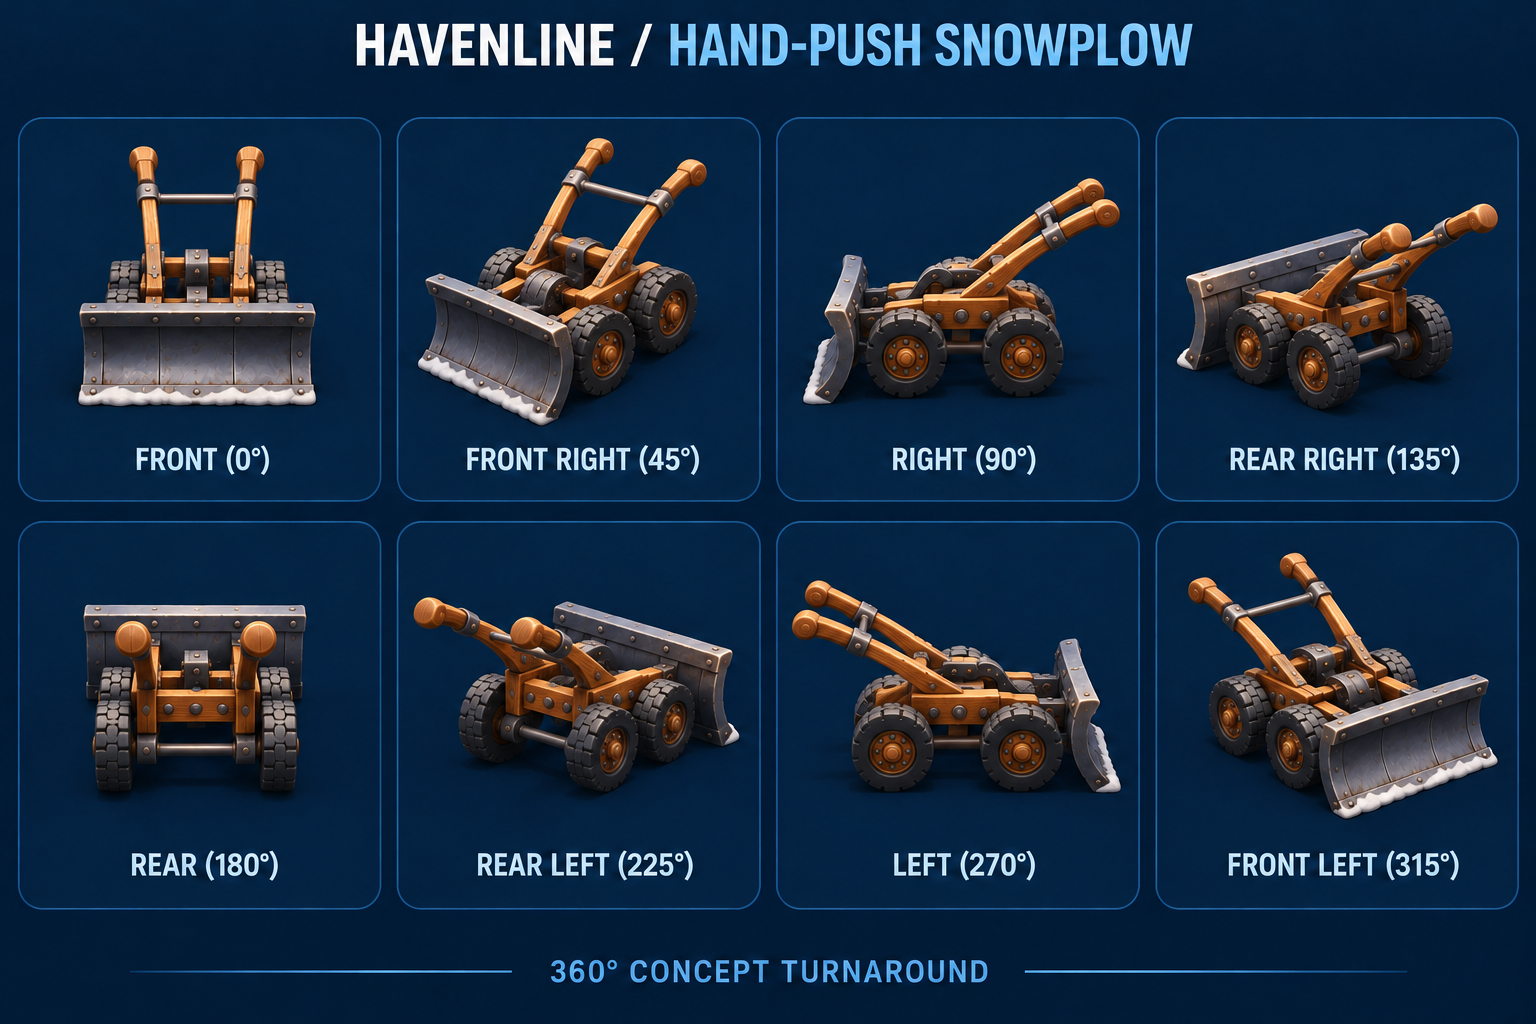 HAVENLINE / HAND-PUSH SNOWPLOW
FRONT (0°)
FRONT RIGHT (45°)
RIGHT (90°)
REAR RIGHT (135°)
REAR (180°)
REAR LEFT (225°)
LEFT (270°)
FRONT LEFT (315°)
360° CONCEPT TURNAROUND